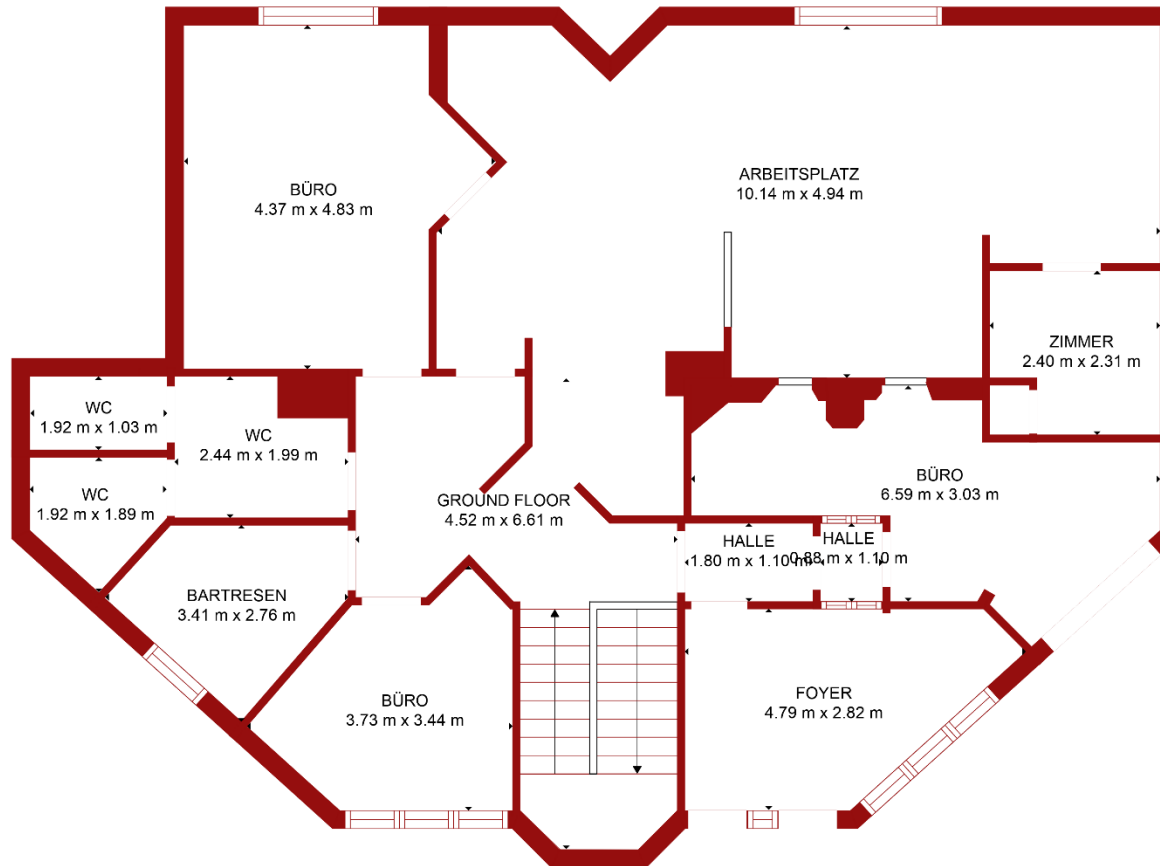 ARBEITSPLATZ
10.14 m x 4.94 m
BÜRO
4.37 m x 4.83 m
ZIMMER
2.40 m x 2.31 m
WC
1.92 m x 1.03 m
WC
2.44 m x 1.99 m
WC
1.92 m x 1.89 m
GROUND FLOOR
4.52 m x 6.61 m
BÜRO
6.59 m x 3.03 m
HALLE
1.80 m x 1.10 m
HALLE
0.88 m x 1.10 m
BARTRESEN
3.41 m x 2.76 m
BÜRO
3.73 m x 3.44 m
FOYER
4.79 m x 2.82 m